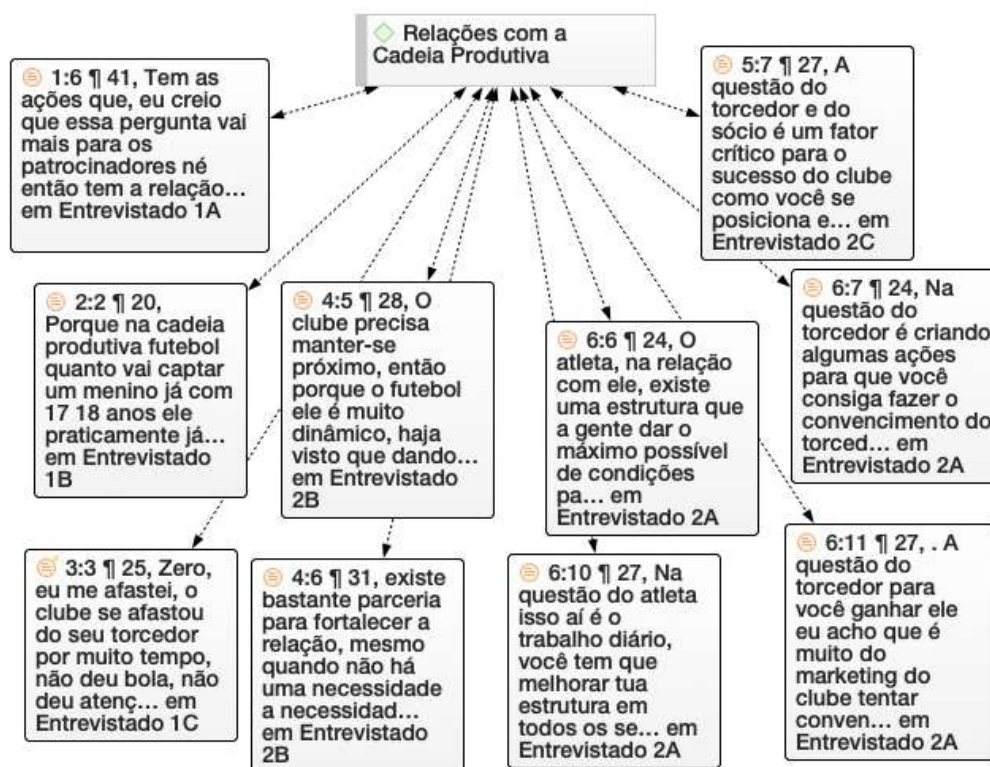 Relações com a
Cadeia Produtiva
1:6 ¶ 41, Tem as
ações que, eu creio
que essa pergunta vai
mais para os
patrocinadores né
então tem a relação...
em Entrevistado 1A
5:7 ¶ 27, A
questão do
torcedor e do
sócio é um fator
crítico para o
sucesso do clube
como você se
posiciona e... em
Entrevistado 2C
2:2 ¶ 20,
Porque na cadeia
produtiva futebol
quanto vai captar
um menino já com
17 18 anos ele
praticamente já...
em Entrevistado
1B
4:5 ¶ 28, O
clube precisa
manter-se
próximo, então
porque o futebol
ele é muito
dinâmico, haja
visto que dando...
em Entrevistado
2B
6:6 ¶ 24, O
atleta, na relação
com ele, existe
uma estrutura que
a gente dar o
máximo possível
de condições
pa... em
Entrevistado 2A
6:7 ¶ 24, Na
questão do
torcedor é criando
algumas ações
para que você
consiga fazer o
convencimento do
torced... em
Entrevistado 2A
3:3 ¶ 25, Zero,
eu me afastei, o
clube se afastou
do seu torcedor
por muito tempo,
não deu bola, não
deu atenç... em
Entrevistado 1C
4:6 ¶ 31, existe
bastante parceria
para fortalecer a
relação, mesmo
quando não há
uma necessidade
a necessidad...
em Entrevistado
2B
6:10 ¶ 27, Na
questão do atleta
isso aí é o
trabalho diário,
você tem que
melhorar tua
estrutura em
todos os se... em
Entrevistado 2A
6:11 ¶ 27, . A
questão do
torcedor para
você ganhar ele
eu acho que é
muito do
marketing do
clube tentar
conven... em
Entrevistado 2A